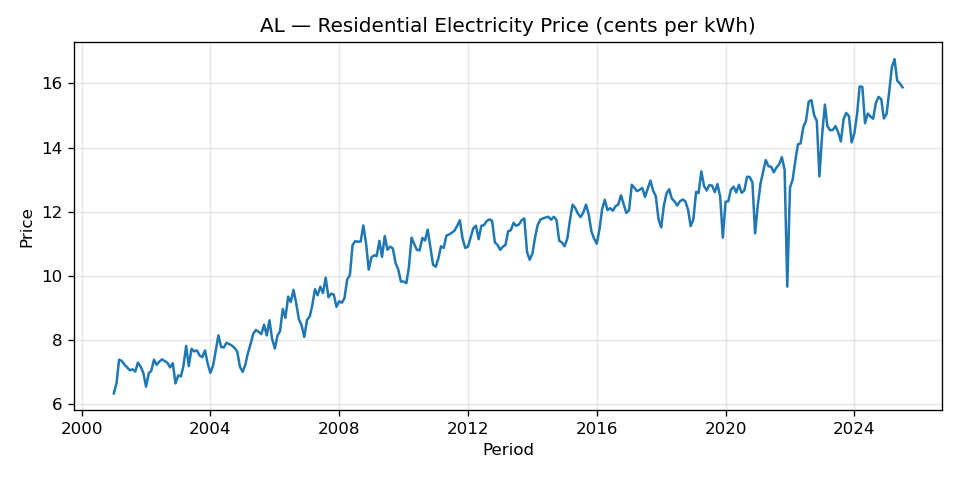 AL — Residential Electricity Price (cents per kWh)
Price
16
14
12
10
8
6
2000 2004 2008 2012 2016 2020 2024
Period